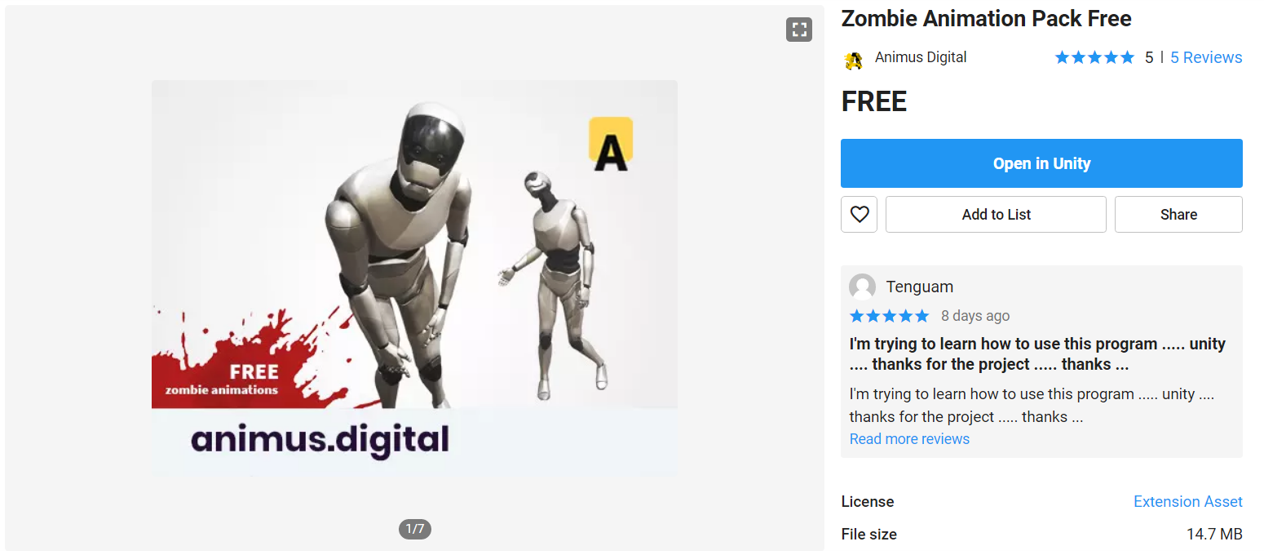 Zombie Animation Pack Free
Animus Digital
5 | 5 Reviews
FREE
Open in Unity
Add to List
Share
Tenguam
8 days ago
I'm trying to learn how to use this program ..... unity
.... thanks for the project ..... thanks ...
I'm trying to learn how to use this program ..... unity ....
thanks for the project ..... thanks ...
Read more reviews
License
Extension Asset
File size
14.7 MB
A
FREE
zombie animations
animus.digital
1/7